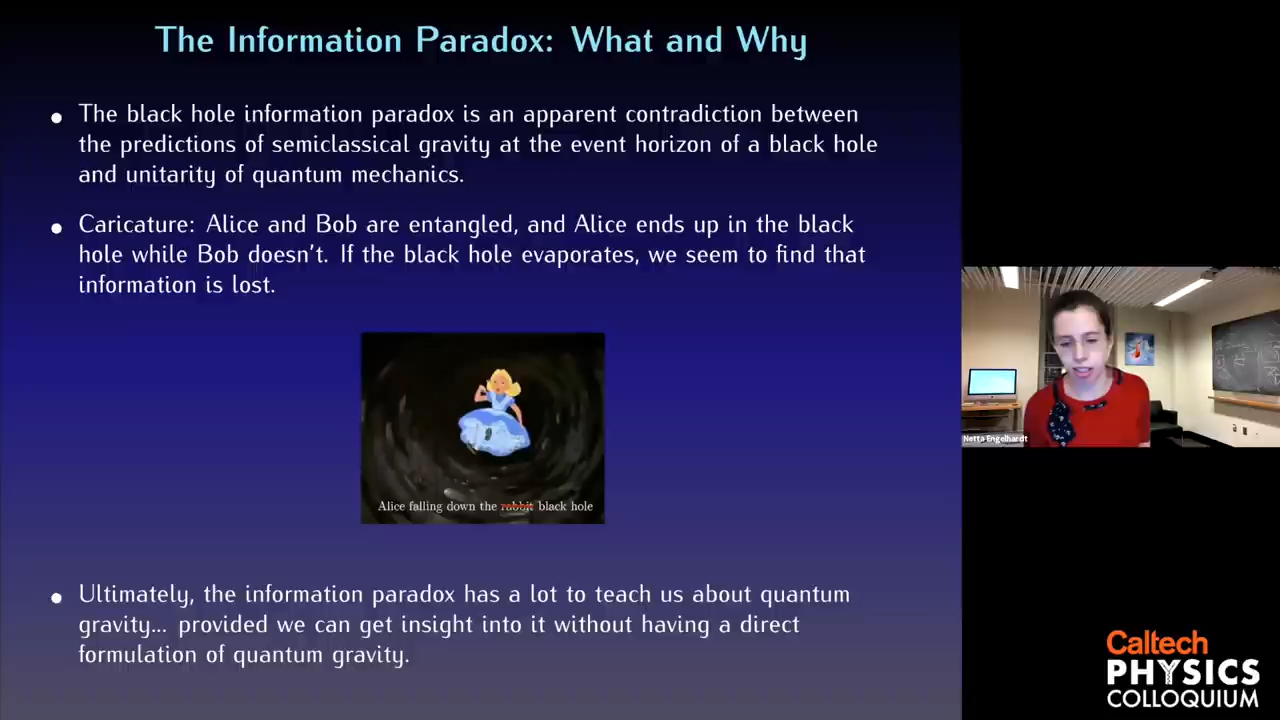 The Information Paradox: What and Why
• The black hole information paradox is an apparent contradiction between
the predictions of semiclassical gravity at the event horizon of a black hole
and unitarity of quantum mechanics.
• Caricature: Alice and Bob are entangled, and Alice ends up in the black
hole while Bob doesn't. If the black hole evaporates, we seem to find that
information is lost.
Alice falling down the rabbit black hole
• Ultimately, the information paradox has a lot to teach us about quantum
gravity... provided we can get insight into it without having a direct
formulation of quantum gravity.
Netta Engelhardt
Caltech
PHYSICS
COLLOQUIUM